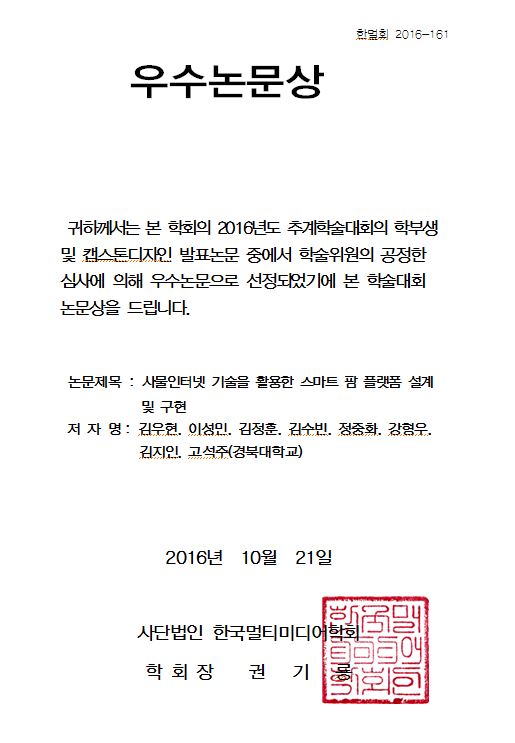 한멀회 2016-161
우수논문상
귀하께서는 본 학회의 2016년도 추계학술대회의 학부생
및 캡스톤디자인 발표논문 중에서 학술위원의 공정한
심사에 의해 우수논문으로 선정되었기에 본 학술대회
논문상을 드립니다.
논문제목 : 사물인터넷 기술을 활용한 스마트 팜 플랫폼 설계
및 구현
저 자 명 : 김우현, 이성민, 김정훈, 김수빈, 정중화, 강형우,
김지인, 고석주(경북대학교)
2016년 10월 21일
사단법인 한국멀티미디어학회
학 회 장 권 기 룡